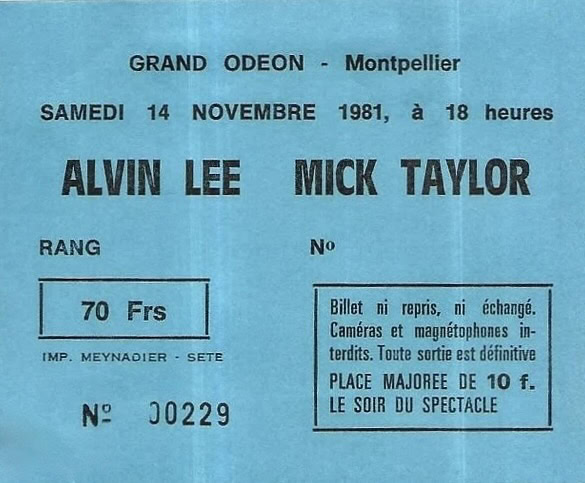 GRAND ODEON - Montpellier
SAMEDI 14 NOVEMBRE 1981, à 18 heures
ALVIN LEE MICK TAYLOR
RANG Nº
70 Frs
IMP. MEYNADIER - SETE
Nº 00229
Billet ni repris, ni échangé.
Caméras et magnétophones in-
terdits. Toute sortie est définitive
PLACE MAJOREE DE 10 f.
LE SOIR DU SPECTACLE